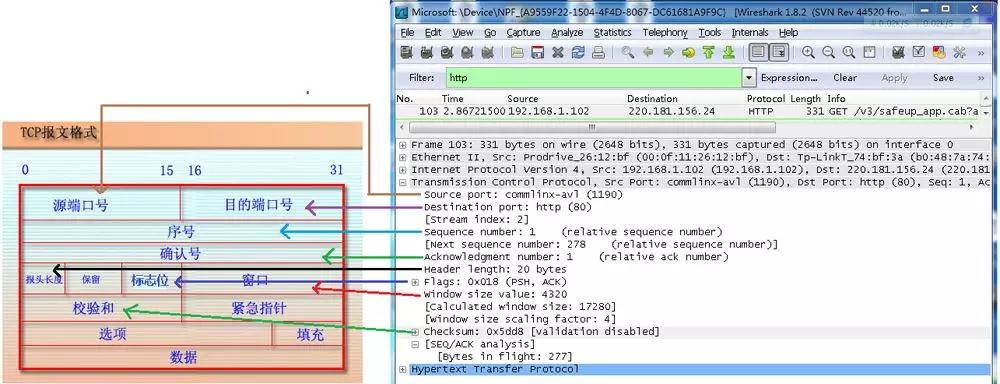 Microsoft: \Device\NPF_{A9559F22-1504-4F4D-8067-DC61681A9F9C} [Wireshark 1.8.2 (SVN Rev 44520 fro...
File Edit View Go Capture Analyze Statistics Telephony Tools Internals Help
Filter: http Expression... Clear Apply Save
No. Time Source Destination Protocol Length Info
103 2.86721500 192.168.1.102 220.181.156.24 HTTP 331 GET /v3/safeup_app.cab?a
TCP报文格式
0 15 16 31
源端口号 目的端口号
序号
确认号
报头长度 保留 标志位 窗口
校验和 紧急指针
选项 填充
数据
Frame 103: 331 bytes on wire (2648 bits), 331 bytes captured (2648 bits) on interface 0
Ethernet II, Src: Prodrive_26:12:bf (00:0f:11:26:12:bf), Dst: Tp-LinkT_74:bf:3a (b0:48:7a:74:
Internet Protocol Version 4, Src: 192.168.1.102 (192.168.1.102), Dst: 220.181.156.24 (220.18
Transmission Control Protocol, Src Port: commlinx-avl (1190), Dst Port: http (80), Seq: 1, Ac
Source port: commlinx-avl (1190)
Destination port: http (80)
[Stream index: 2]
Sequence number: 1 (relative sequence number)
[Next sequence number: 278 (relative sequence number)]
Acknowledgment number: 1 (relative ack number)
Header length: 20 bytes
Flags: 0x018 (PSH, ACK)
Window size value: 4320
[Calculated window size: 17280]
[Window size scaling factor: 4]
Checksum: 0x5dd8 [validation disabled]
[SEQ/ACK analysis]
[Bytes in flight: 277]
Hypertext Transfer Protocol